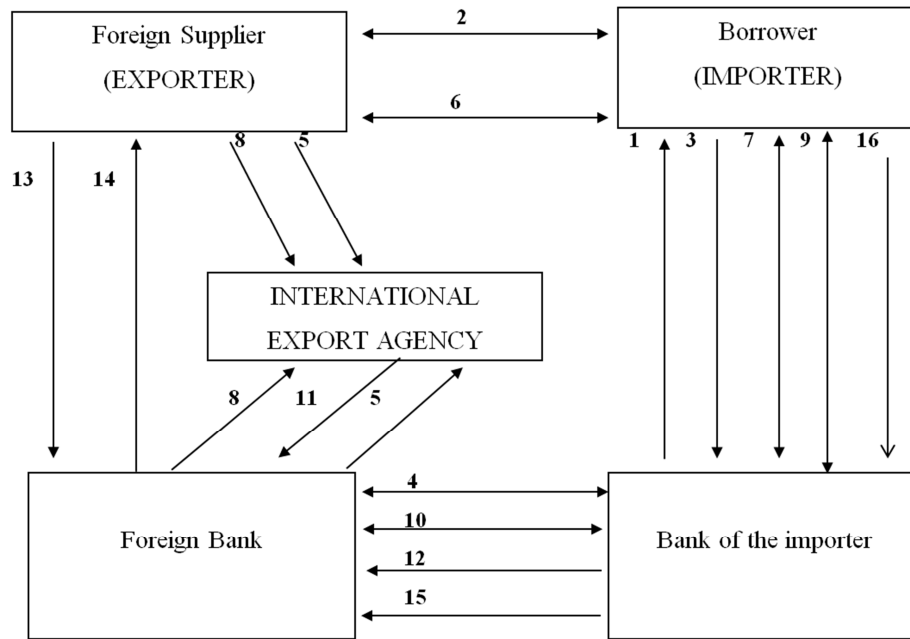 Foreign Supplier
(EXPORTER)
2
6
Borrower
(IMPORTER)
8 5
1 3 7 9 16
13 14
INTERNATIONAL
EXPORT AGENCY
8 11 5
Foreign Bank
4
10
12
15
Bank of the importer